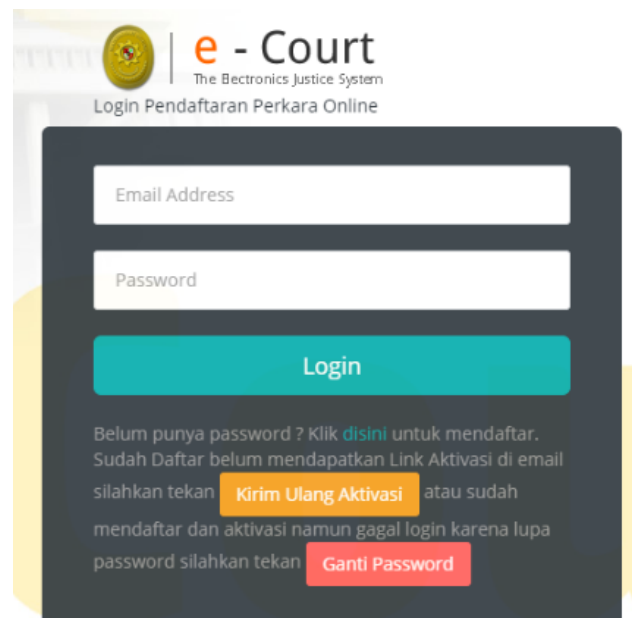 e - Court
The Electronics Justice System
Login Pendaftaran Perkara Online
Email Address
Password
Login
Belum punya password ? Klik disini untuk mendaftar.
Sudah Daftar belum mendapatkan Link Aktivasi di email
silahkan tekan Kirim Ulang Aktivasi atau sudah
mendaftar dan aktivasi namun gagal login karena lupa
password silahkan tekan Ganti Password